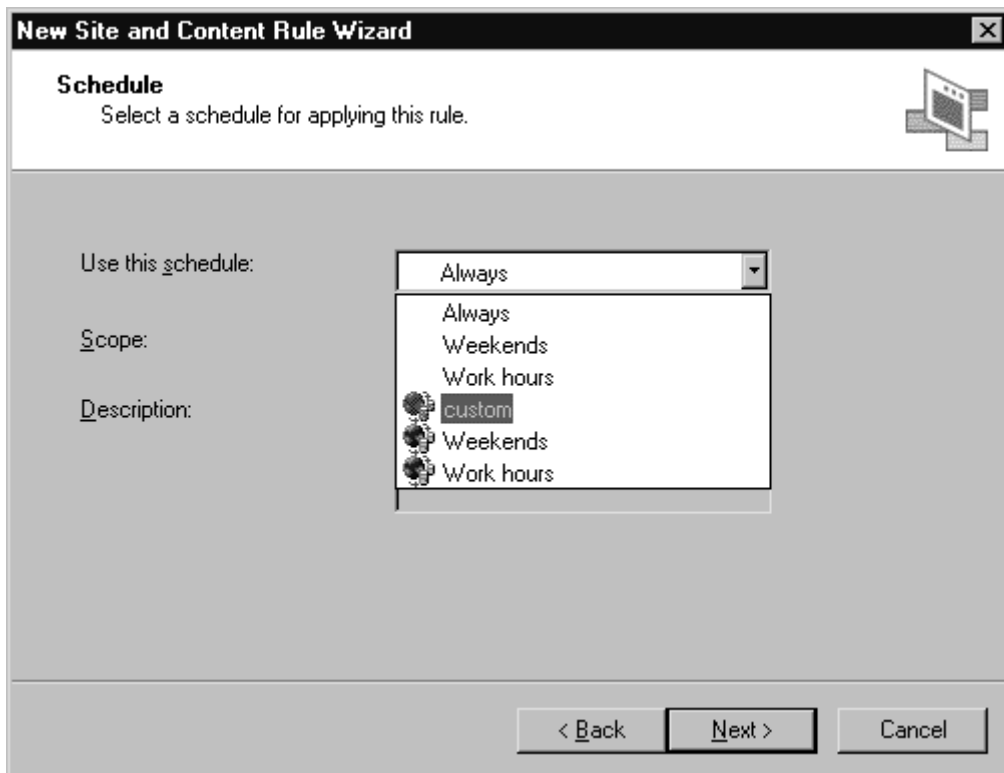 New Site and Content Rule Wizard
Schedule
Select a schedule for applying this rule.
Use this schedule:
Always
Always
Weekends
Scope:
Work hours
custom
Description:
Weekends
Work hours
< Back
Next >
Cancel